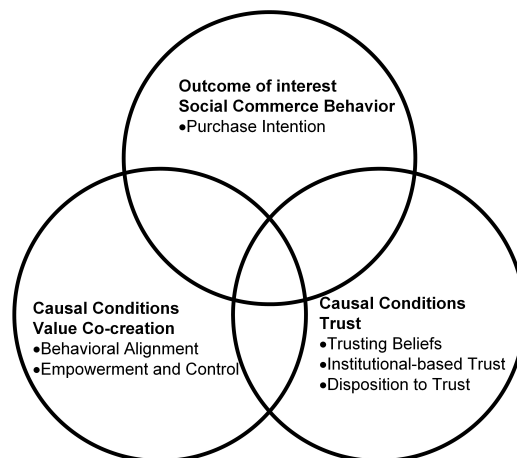 Outcome of interest
Social Commerce Behavior
•Purchase Intention
Causal Conditions
Value Co-creation
•Behavioral Alignment
•Empowerment and Control
Causal Conditions
Trust
•Trusting Beliefs
•Institutional-based Trust
•Disposition to Trust